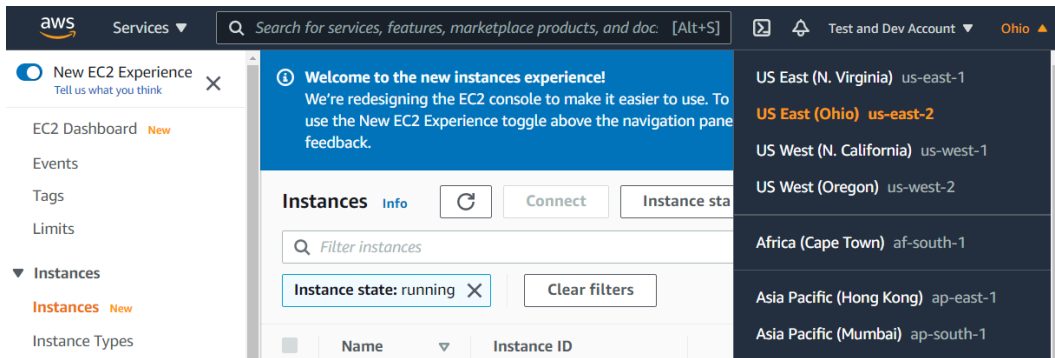 aws
Services ▼
Search for services, features, marketplace products, and doc: [Alt+S]
Test and Dev Account ▼
Ohio ▲
New EC2 Experience
Tell us what you think
EC2 Dashboard New
Events
Tags
Limits
▼ Instances
Instances New
Instance Types
Welcome to the new instances experience!
We're redesigning the EC2 console to make it easier to use. To
use the New EC2 Experience toggle above the navigation pane
feedback.
Instances Info
Connect
Instance sta
Filter instances
Instance state: running
Clear filters
Name
Instance ID
US East (N. Virginia) us-east-1
US East (Ohio) us-east-2
US West (N. California) us-west-1
US West (Oregon) us-west-2
Africa (Cape Town) af-south-1
Asia Pacific (Hong Kong) ap-east-1
Asia Pacific (Mumbai) ap-south-1